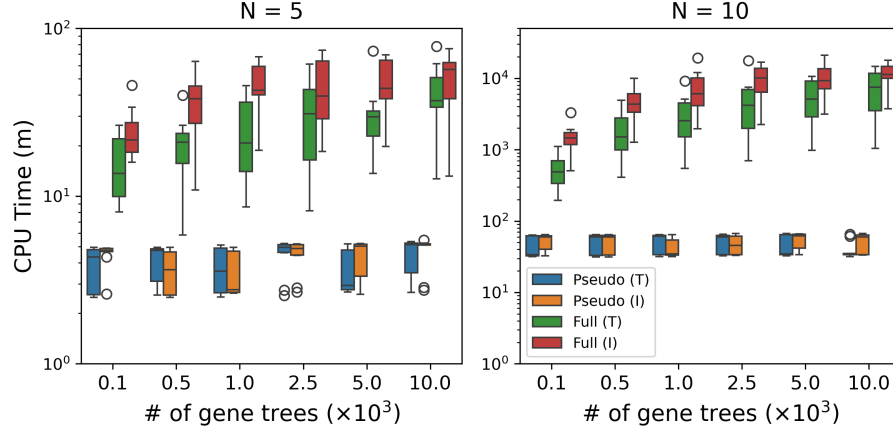 N = 5
N = 10
CPU Time (m)
10²
10¹
10⁰
10⁴
10³
10²
10¹
10⁰
Pseudo (T)
Pseudo (I)
Full (T)
Full (I)
0.1 0.5 1.0 2.5 5.0 10.0
0.1 0.5 1.0 2.5 5.0 10.0
# of gene trees (×10³)
# of gene trees (×10³)